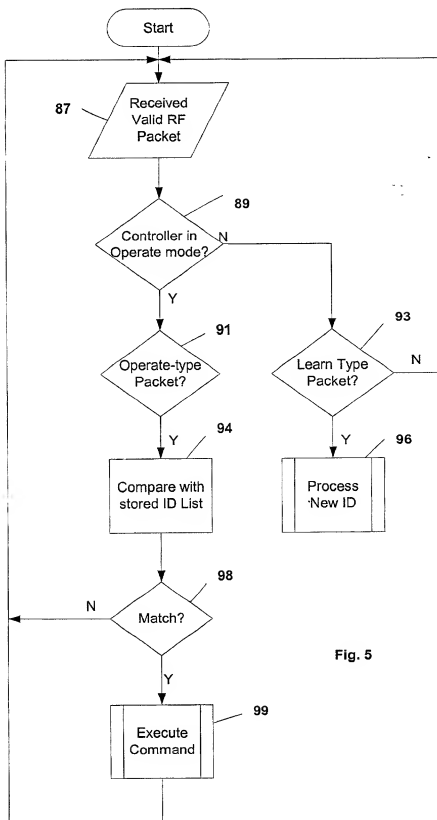 Start
87
Received
Valid RF
Packet
89
Controller in
Operate mode?
N
Y
91
Operate-type
Packet?
93
Learn Type
Packet?
N
Y
94
Compare with
stored ID List
Y
96
Process
New ID
98
Match?
N
Y
Fig. 5
99
Execute
Command